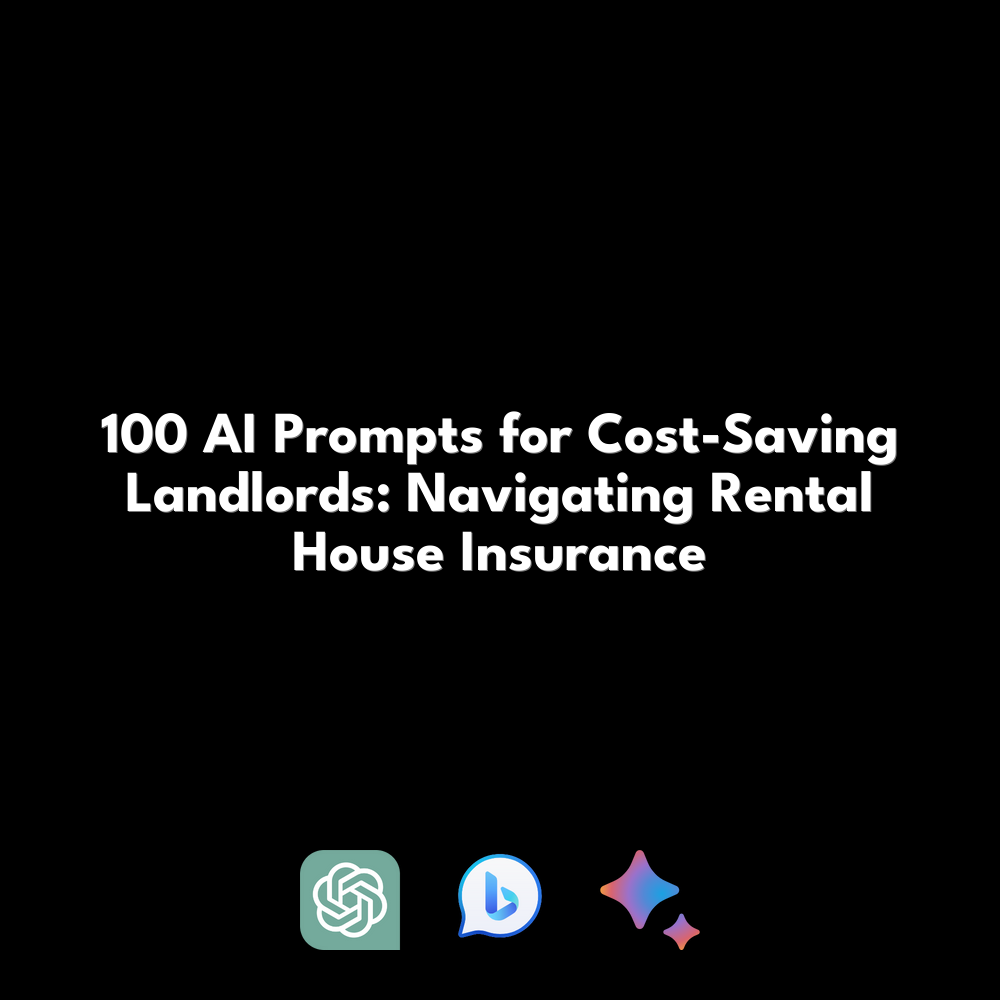 100 AI Prompts for Cost-Saving
Landlords: Navigating Rental
House Insurance